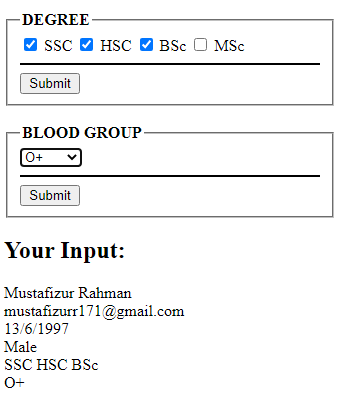 DEGREE
SSC HSC BSc MSc
Submit
BLOOD GROUP
O+
Submit
Your Input:
Mustafizur Rahman
mustafizurr171@gmail.com
13/6/1997
Male
SSC HSC BSc
O+